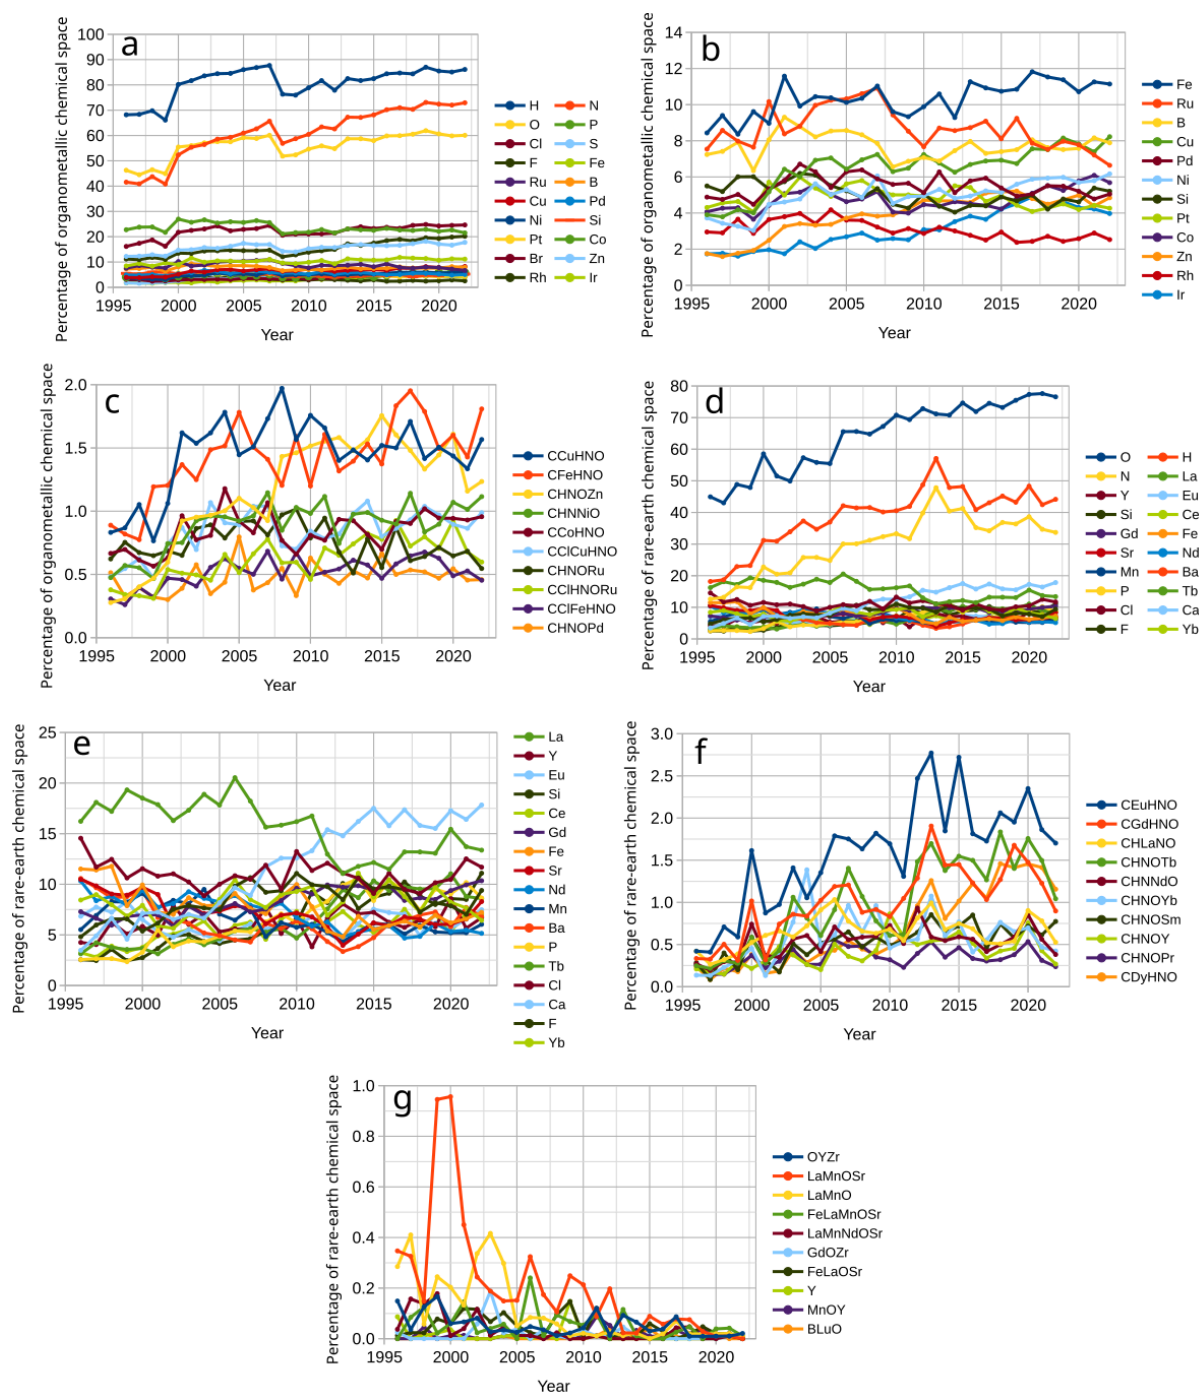 a
Percentage of organometallic chemical space
100
90
80
70
60
50
40
30
20
10
0
1995 2000 2005 2010 2015 2020
Year
H N
O P
Cl S
F Fe
Ru B
Cu Pd
Ni Si
Pt Co
Br Zn
Rh Ir
b
Percentage of organometallic chemical space
14
12
10
8
6
4
2
0
1995 2000 2005 2010 2015 2020
Year
Fe
Ru
B
Cu
Pd
Ni
Si
Pt
Co
Zn
Rh
Ir
c
Percentage of organometallic chemical space
2.0
1.5
1.0
0.5
0.0
1995 2000 2005 2010 2015 2020
Year
CCuHNO
CFeHNO
CHNOZn
CHNNiO
CCoHNO
CClCuHNO
CHNORu
CClHNORu
CClFeHNO
CHNOPd
d
Percentage of rare-earth chemical space
80
70
60
50
40
30
20
10
0
1995 2000 2005 2010 2015 2020
Year
O H
N La
Y Eu
Si Ce
Gd Fe
Sr Nd
Mn Ba
P Tb
Cl Ca
F Yb
e
Percentage of rare-earth chemical space
25
20
15
10
5
0
1995 2000 2005 2010 2015 2020
Year
La
Y
Eu
Si
Ce
Gd
Fe
Sr
Nd
Mn
Ba
P
Tb
Cl
Ca
F
Yb
f
Percentage of rare-earth chemical space
3.0
2.5
2.0
1.5
1.0
0.5
0.0
1995 2000 2005 2010 2015 2020
Year
CEuHNO
CGdHNO
CHLaNO
CHNOTb
CHNNdO
CHNOYb
CHNOSm
CHNOY
CHNOPr
CDyHNO
g
Percentage of rare-earth chemical space
1.0
0.8
0.6
0.4
0.2
0.0
1995 2000 2005 2010 2015 2020
Year
OYZr
LaMnOSr
LaMnO
FeLaMnOSr
LaMnNdOSr
GdOZr
FeLaOSr
Y
MnOY
BLuO